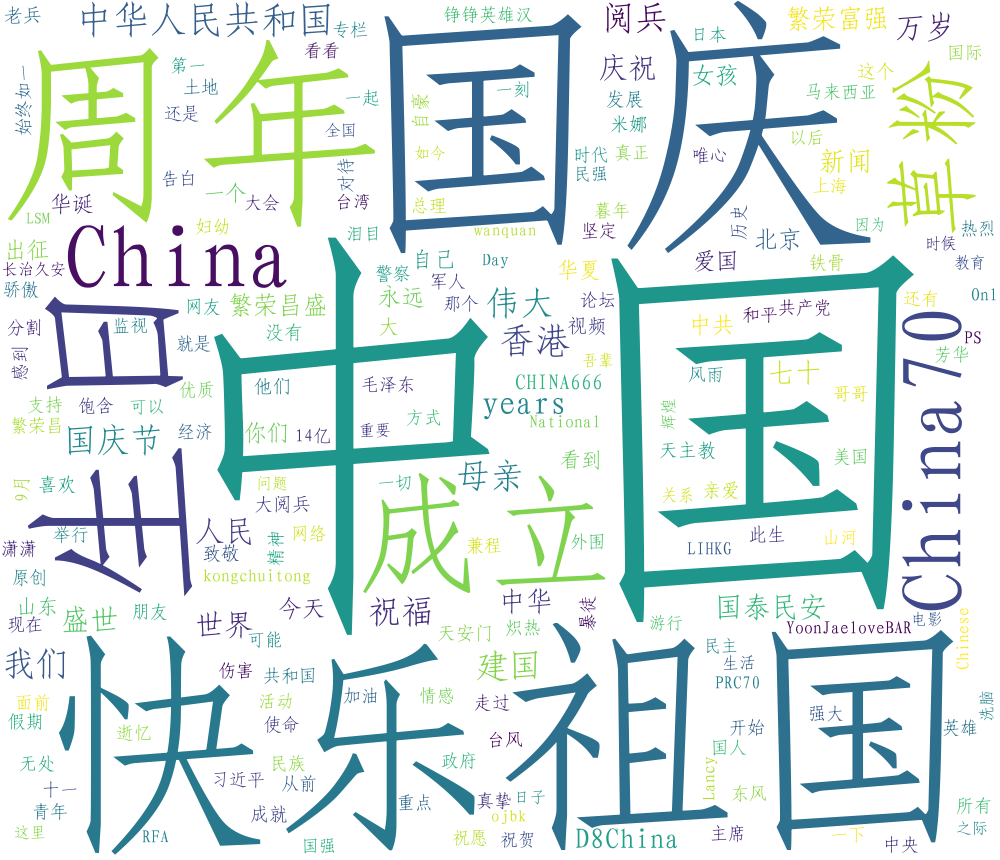 老兵
中华人民共和国
专栏
铮铮英雄汉
阅兵
日本
繁荣富强
万岁
看看
周年
国庆
第一
土地
一起
一刻
庆祝
女孩
这个
国际
始终如一
还是
全国
自豪
发展
米娜
马来西亚
草粉
告白
一个
对待
如今
时代
真正
唯心
以后
新闻
上海
民强
LSM
华诞
大会
台湾
总理
暮年
历史
因为
热烈
妇幼
泪目
wanquan
坚定
北京
时候
出征
China
自己
Day
华夏
爱国
铁骨
教育
长治久安
警察
军人
骄傲
网友
繁荣昌盛
永远
那个
伟大
论坛
和平
共产党
还有
On1
分割
监视
没有
大
香港
视频
中共
China70
PS
感到
生日
就是
中国
吾辈
芳华
优质
他们
毛泽东
CHINA666
风雨
七十
支持
饱含
可以
years
辉煌
哥哥
繁荣昌
国庆节
经济
你们
14亿
重要
方式
National
天主教
美国
9月
喜欢
问题
一切
母亲
看到
关系
亲爱
大阅兵
成立
举行
人民
网络
兼程
外围
LIHKG
此生
山河
潇潇
致敬
精神
原创
kongchuitong
山东
盛世
朋友
今天
祝福
中华
暴徒
国泰民安
现在
世界
可能
天安门
炽热
游行
YoonJaeloveBAR
电影
Chinese
我们
快乐
祖国
伤害
共和国
建国
民主
生活
面前
活动
加油
情感
走过
PRC70
假期
逝忆
使命
开始
强大
英雄
洗脑
无处
民族
台风
国人
习近平
从前
政府
Lancy
十一
重点
真挚
日子
东风
所有
青年
成就
ojbk
之际
这里
RFA
国强
祝愿
祝贺
D8China
主席
一下
中央